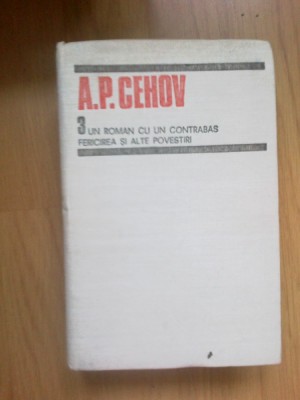 A.P. CEHOV
3 UN ROMAN CU UN CONTRABAS
FERICIREA ȘI ALTE POVESTIRI